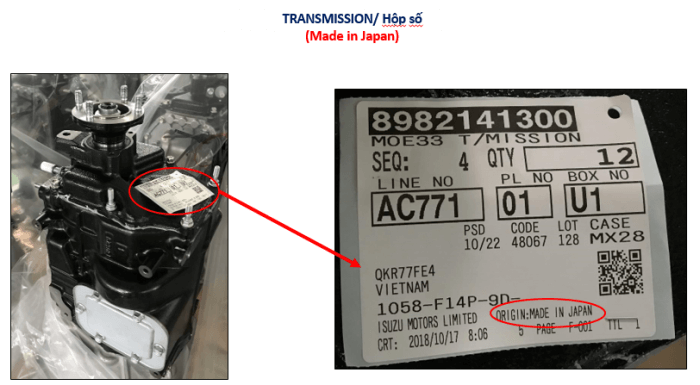 TRANSMISSION/ Hộp số
(Made in Japan)
8982141300
MOE33 T/MISSION
SEQ: 4 QTY 12
LINE NO PL NO BOX NO
AC771 01 U1
PSD CODE LOT CASE
10/22 48067 128 MX28
QKR77FE4
VIETNAM
1058-F14P-9D-
ORIGIN:MADE IN JAPAN
ISUZU MOTORS LIMITED 5 PAGE F-001 TTL 1
CRT: 2018/10/17 8:06